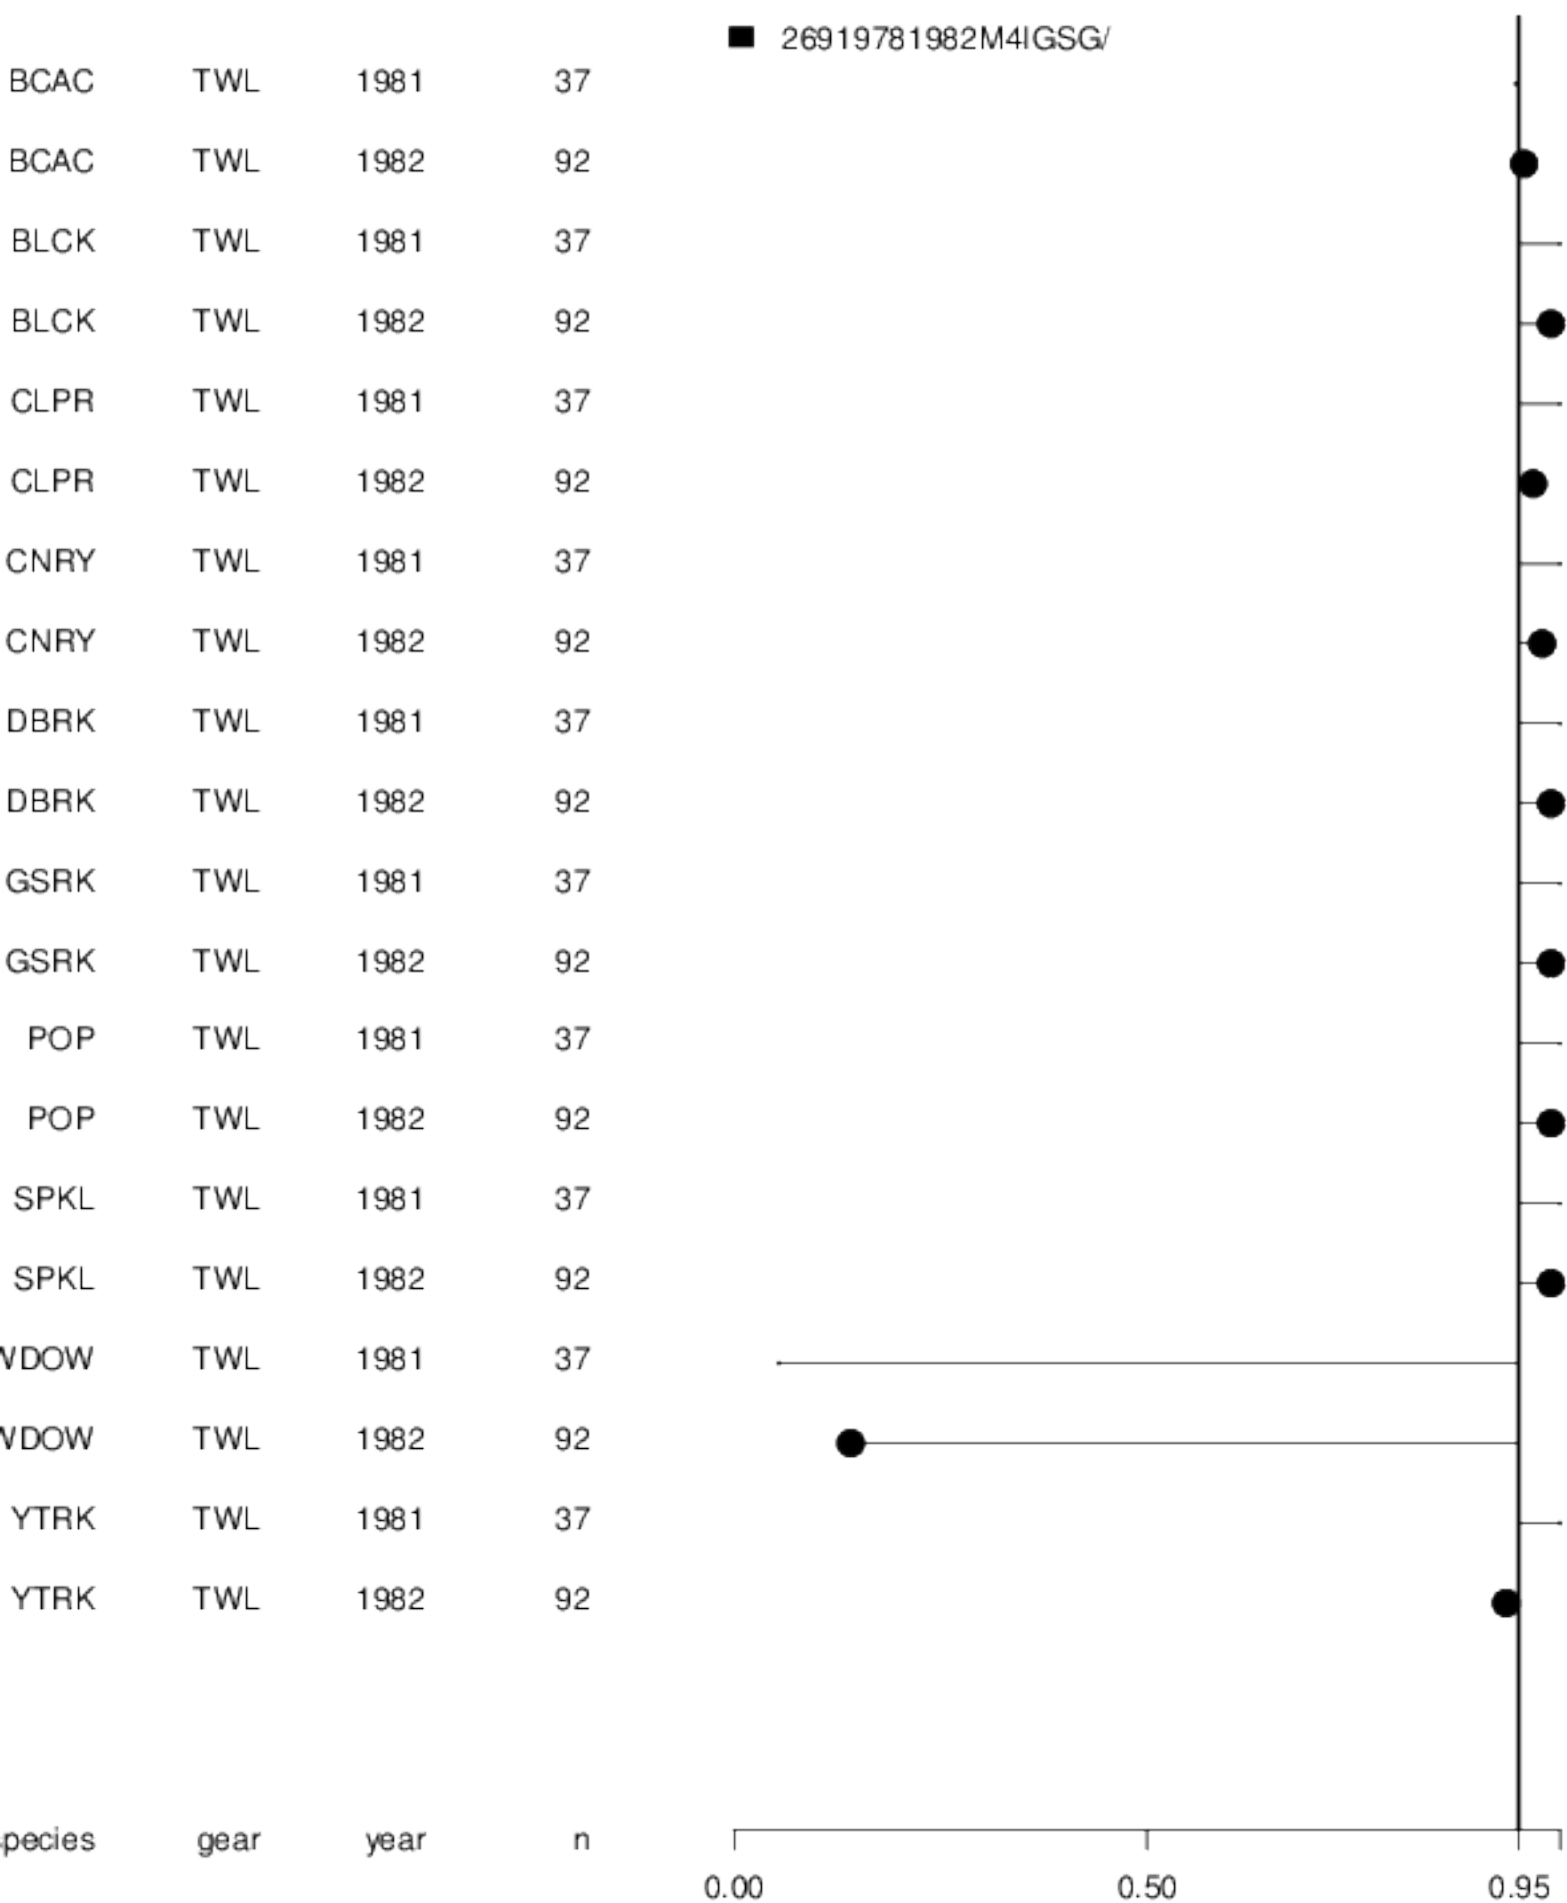 26919781982M4IGSG/
BCAC TWL 1981 37
BCAC TWL 1982 92
BLCK TWL 1981 37
BLCK TWL 1982 92
CLPR TWL 1981 37
CLPR TWL 1982 92
CNRY TWL 1981 37
CNRY TWL 1982 92
DBRK TWL 1981 37
DBRK TWL 1982 92
GSRK TWL 1981 37
GSRK TWL 1982 92
POP TWL 1981 37
POP TWL 1982 92
SPKL TWL 1981 37
SPKL TWL 1982 92
WDOW TWL 1981 37
WDOW TWL 1982 92
YTRK TWL 1981 37
YTRK TWL 1982 92
pecies gear year n
0.00 0.50 0.95